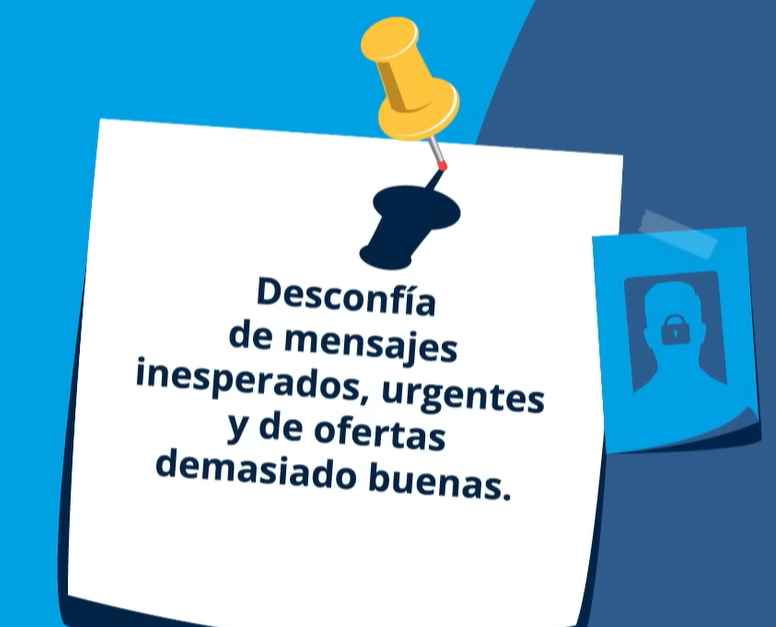 Desconfía
de mensajes
inesperados, urgentes
y de ofertas
demasiado buenas.